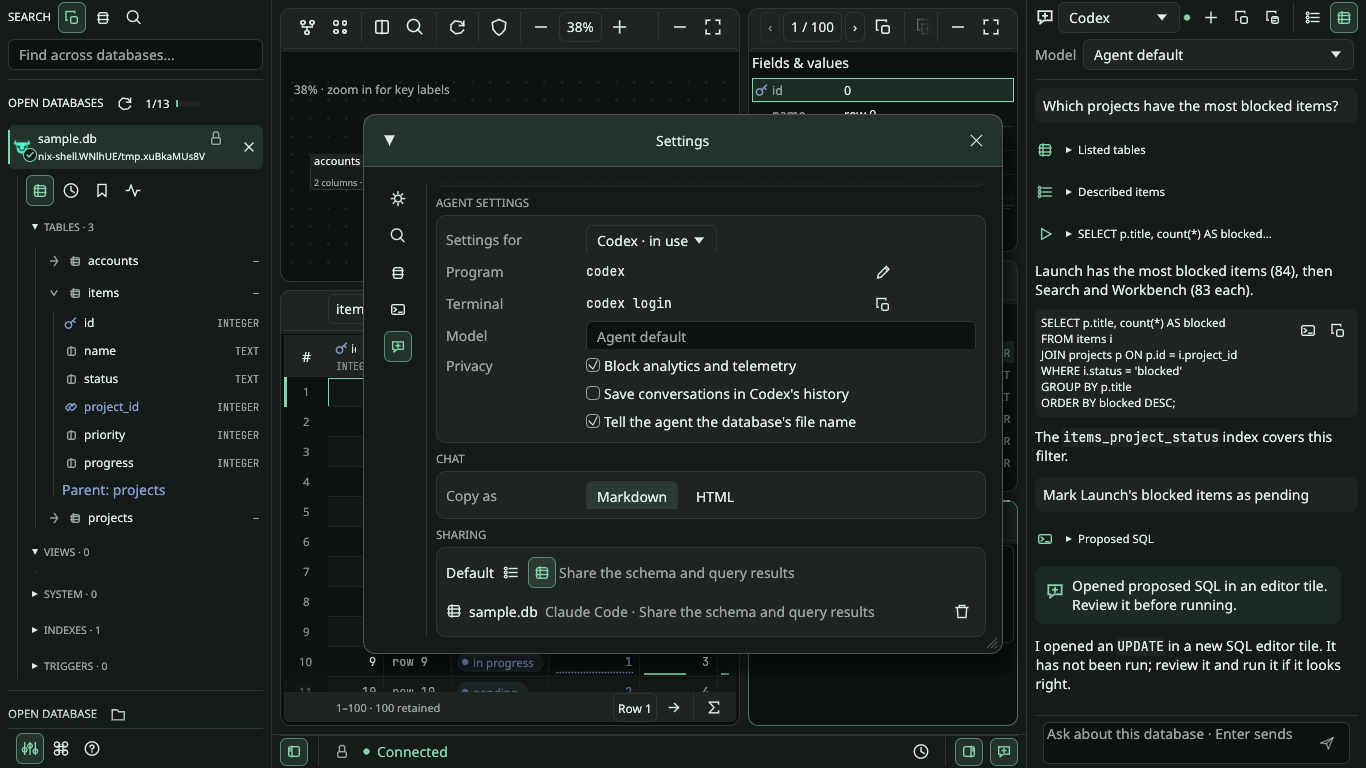 SEARCH
Find across databases...
OPEN DATABASES
1/13
sample.db
nix-shell.WNlhUE/tmp.xuBkaMUs8V
TABLES · 3
accounts –
items –
id INTEGER
name TEXT
status TEXT
project_id INTEGER
priority INTEGER
progress INTEGER
Parent: projects
projects –
VIEWS · 0
SYSTEM · 0
INDEXES · 1
TRIGGERS · 0
OPEN DATABASE
38%
38% · zoom in for key labels
accounts
2 columns ·
1 / 100
Fields & values
id 0
Settings
AGENT SETTINGS
Settings for Codex · in use
Program codex
Terminal codex login
Model Agent default
Privacy
Block analytics and telemetry
Save conversations in Codex's history
Tell the agent the database's file name
CHAT
Copy as Markdown HTML
SHARING
Default Share the schema and query results
sample.db Claude Code · Share the schema and query results
#
1
2
3
4
5
6
7
8
9
10 9 row 9 in progress 1 3
1–100 · 100 retained
Row 1
Connected
Codex
Model Agent default
Which projects have the most blocked items?
Listed tables
Described items
SELECT p.title, count(*) AS blocked...
Launch has the most blocked items (84), then
Search and Workbench (83 each).
SELECT p.title, count(*) AS blocked
FROM items i
JOIN projects p ON p.id = i.project_id
WHERE i.status = 'blocked'
GROUP BY p.title
ORDER BY blocked DESC;
The items_project_status index covers this
filter.
Mark Launch's blocked items as pending
Proposed SQL
Opened proposed SQL in an editor tile.
Review it before running.
I opened an UPDATE in a new SQL editor tile. It
has not been run; review it and run it if it looks
right.
Ask about this database · Enter sends